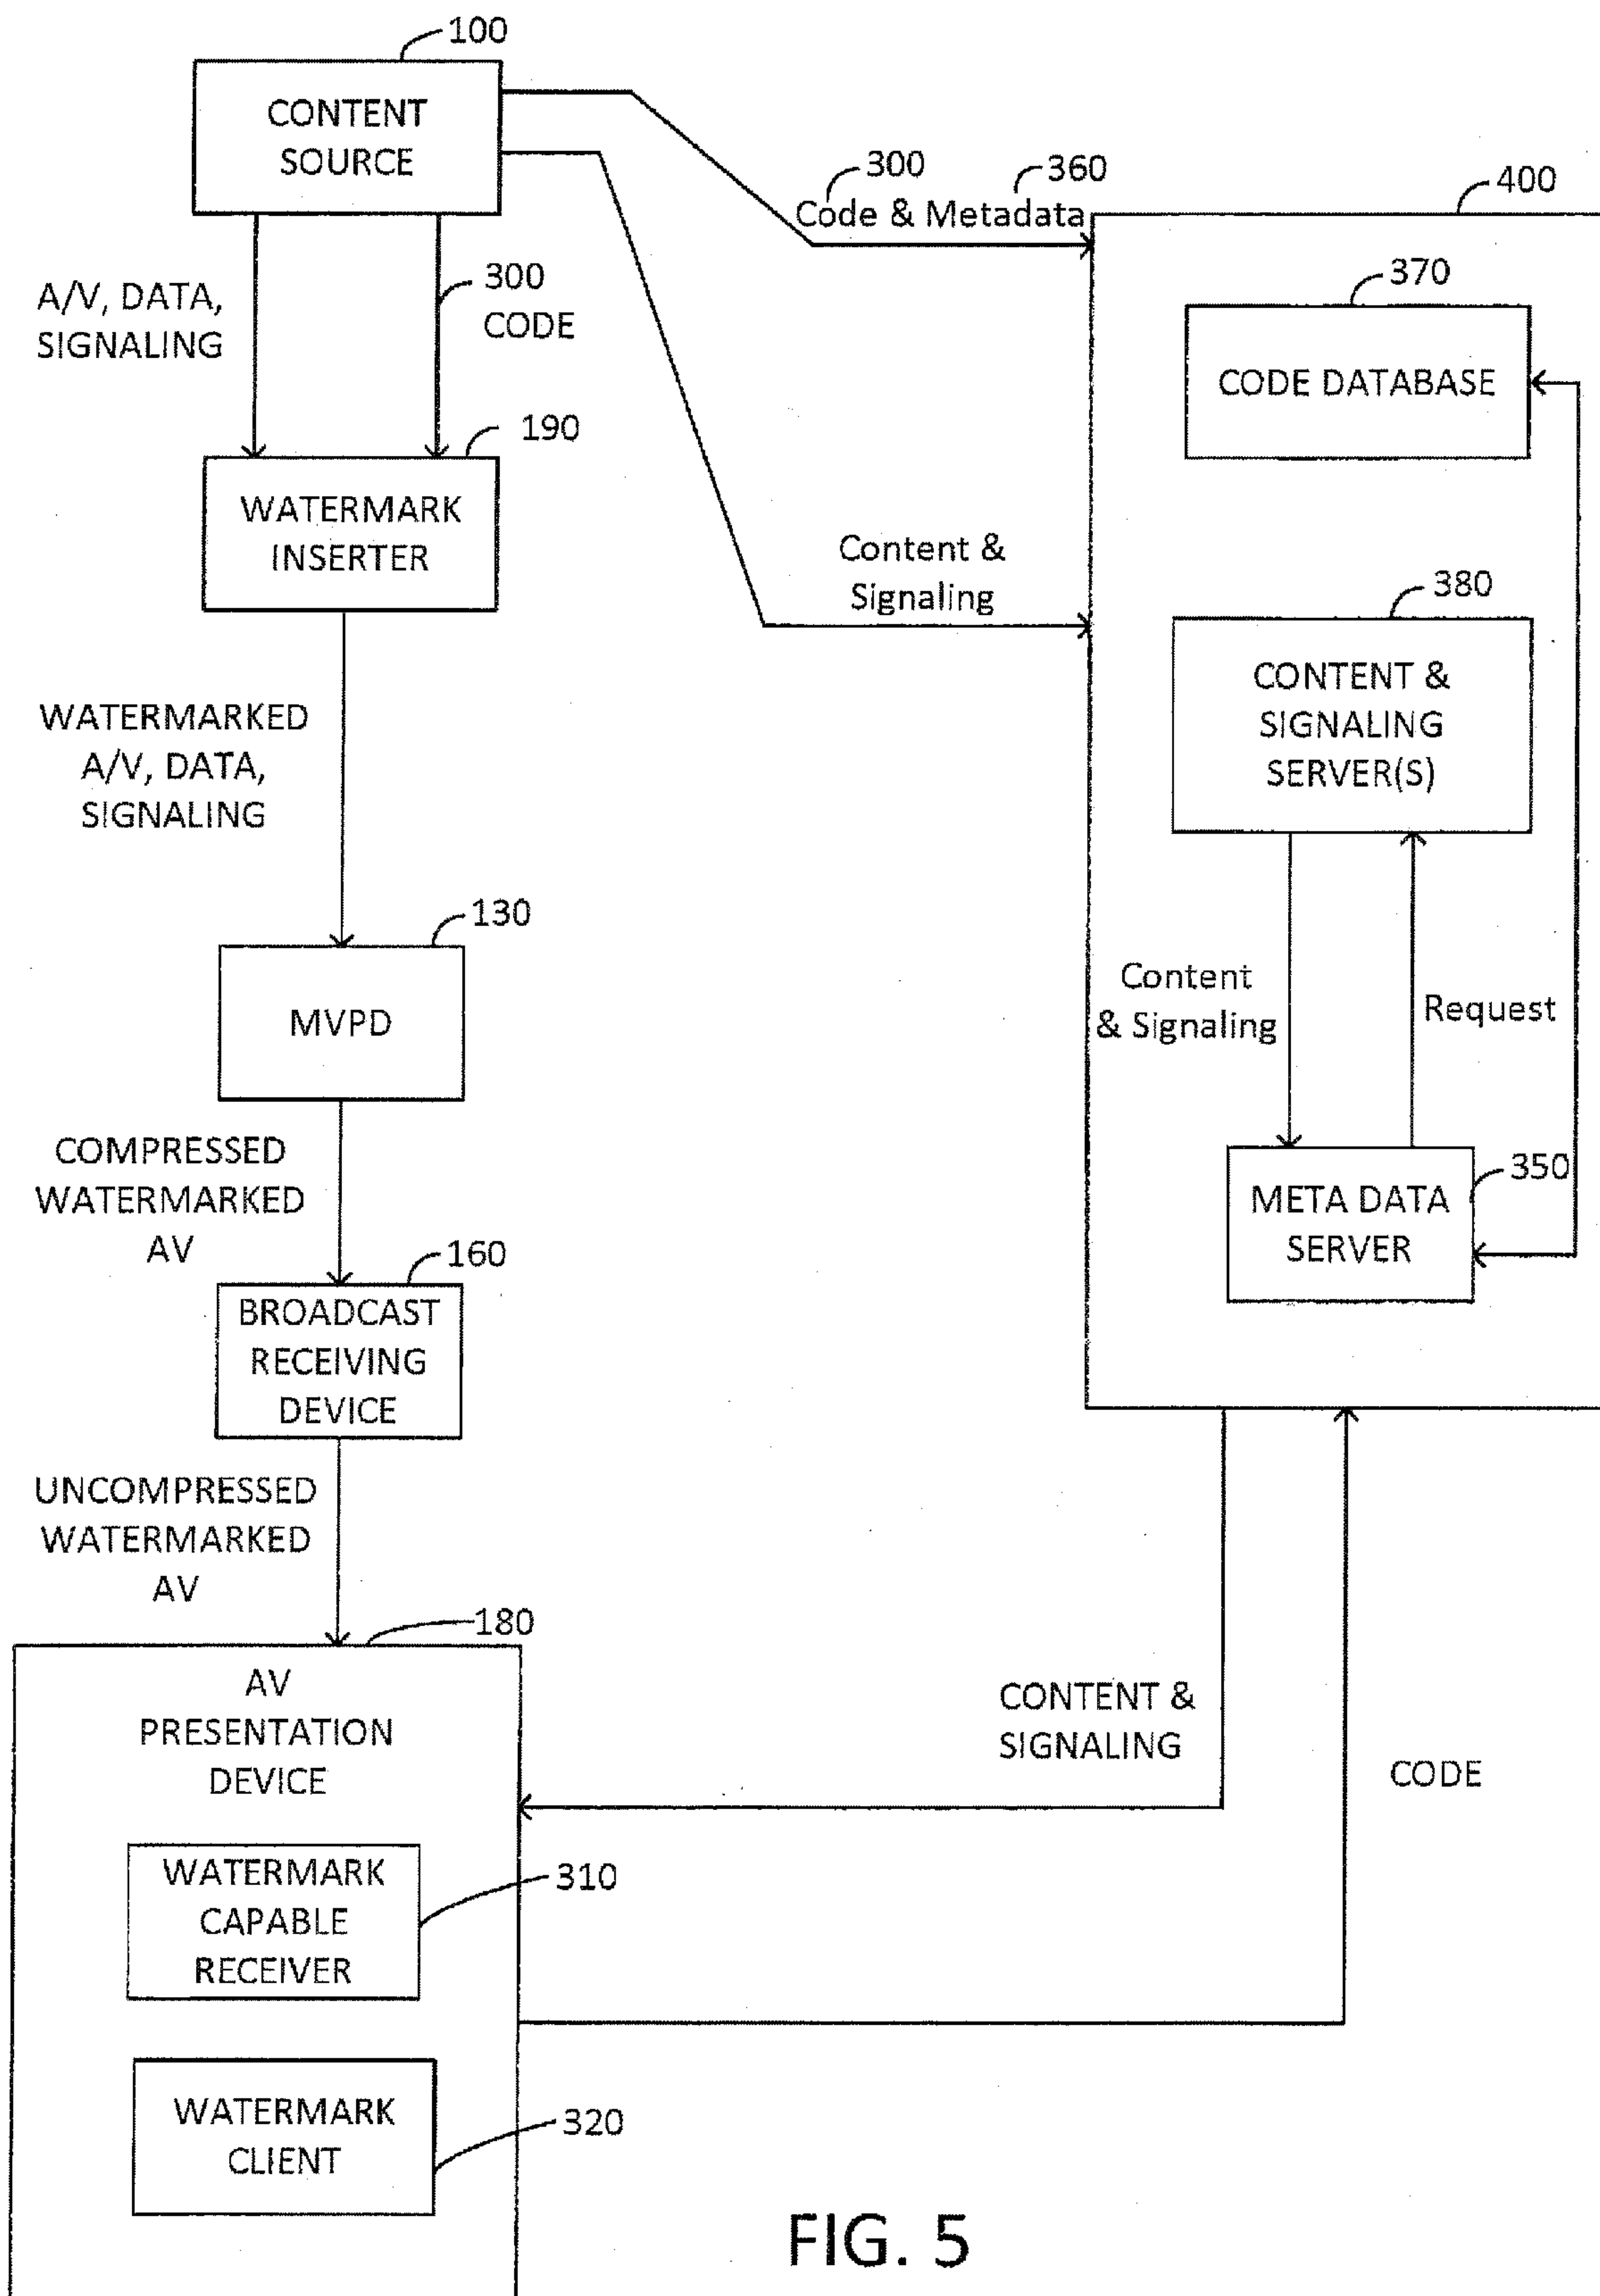 100
CONTENT
SOURCE
300
360
Code & Metadata
400
A/V, DATA,
SIGNALING
300
CODE
370
CODE DATABASE
190
WATERMARK
INSERTER
Content &
Signaling
380
CONTENT &
SIGNALING
SERVER(S)
WATERMARKED
A/V, DATA,
SIGNALING
130
MVPD
Content
& Signaling
Request
COMPRESSED
WATERMARKED
AV
350
META DATA
SERVER
160
BROADCAST
RECEIVING
DEVICE
UNCOMPRESSED
WATERMARKED
AV
180
AV
PRESENTATION
DEVICE
CONTENT &
SIGNALING
CODE
WATERMARK
CAPABLE
RECEIVER
310
WATERMARK
CLIENT
320
FIG. 5